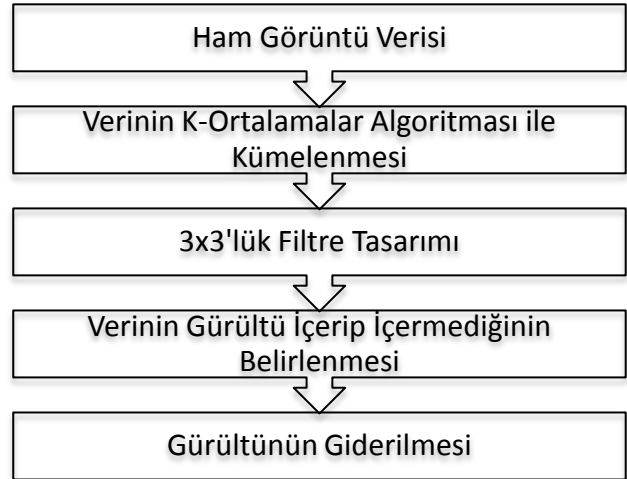 Ham Görüntü Verisi
Verinin K-Ortalamalar Algoritması ile
Kümelenmesi
3x3'lük Filtre Tasarımı
Verinin Gürültü İçerip İçermediğinin
Belirlenmesi
Gürültünün Giderilmesi